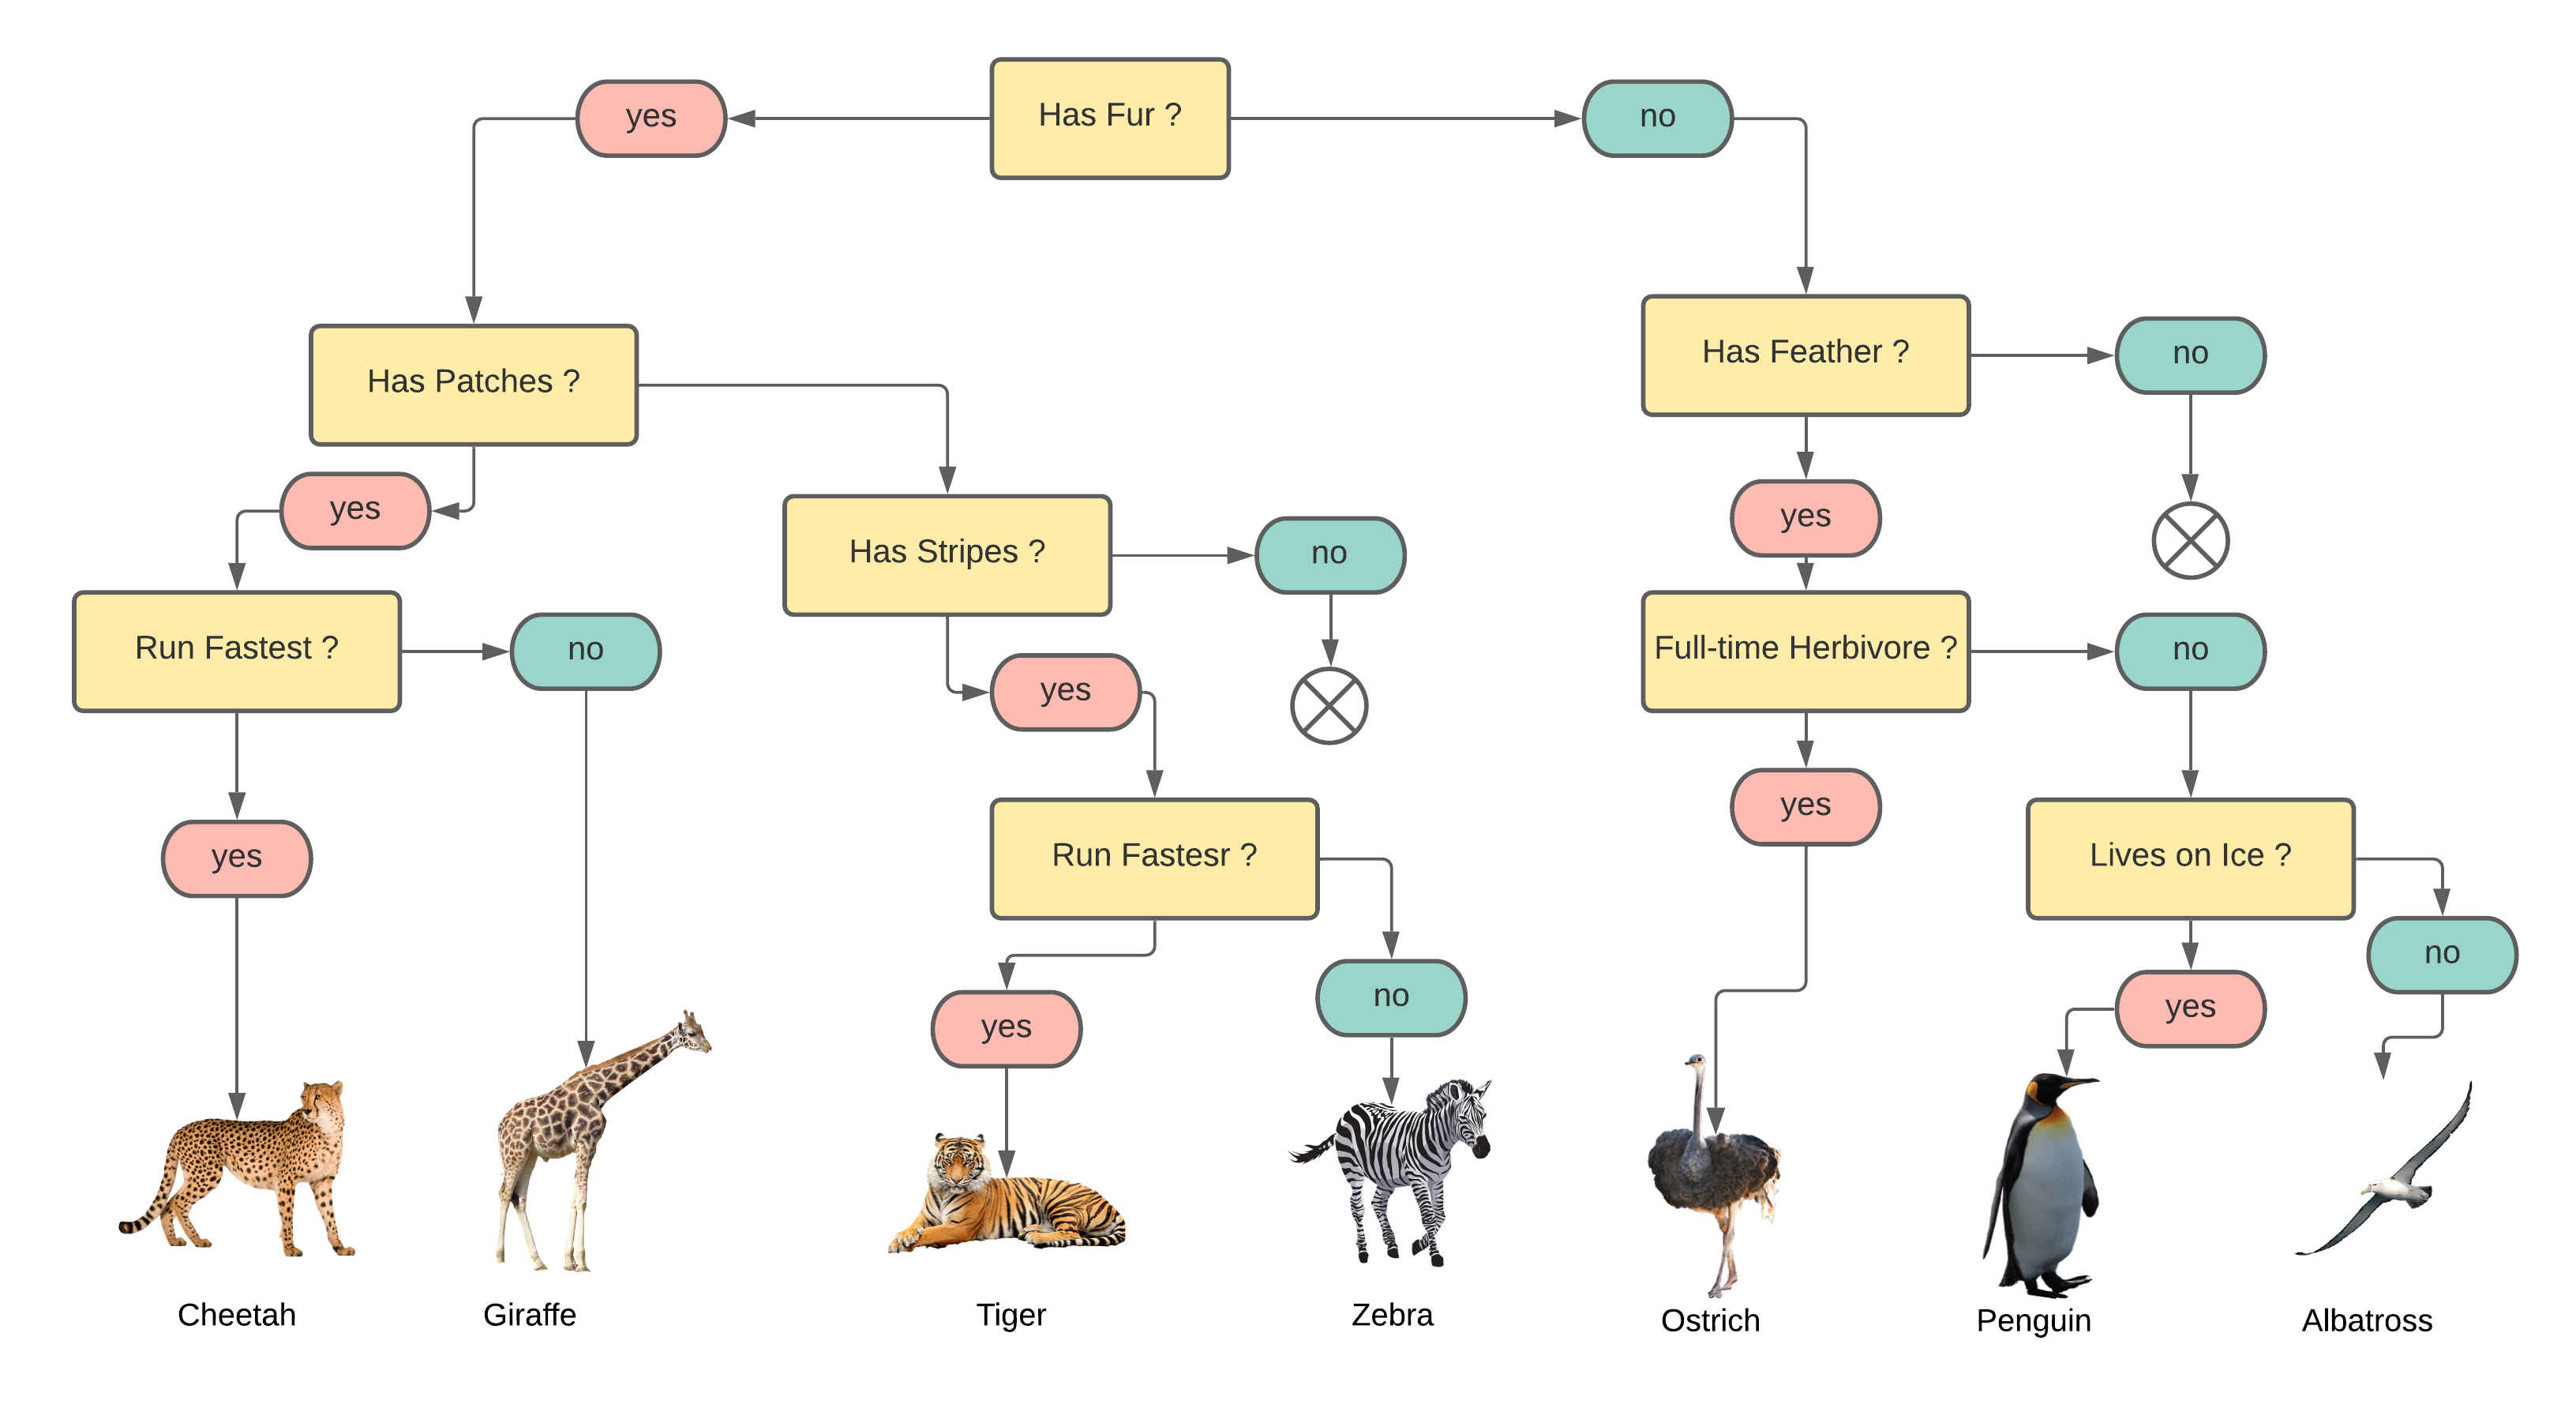 yes
Has Fur ?
no
Has Patches ?
Has Feather ?
no
yes
Has Stripes ?
no
yes
Run Fastest ?
no
yes
Full-time Herbivore ?
no
yes
Run Fastesr ?
yes
Lives on Ice ?
yes
no
no
yes
yes
Cheetah
Giraffe
Tiger
Zebra
Ostrich
Penguin
Albatross